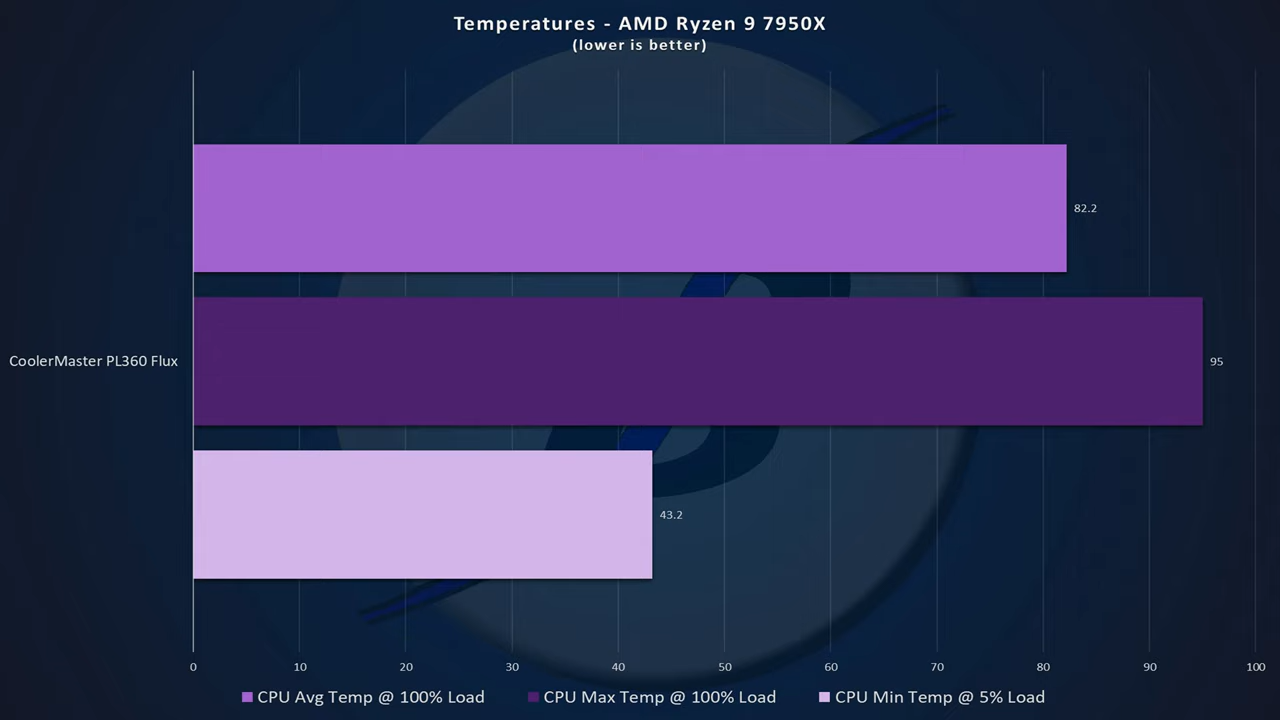 Temperatures - AMD Ryzen 9 7950X
(lower is better)
82.2
CoolerMaster PL360 Flux
95
43.2
0 10 20 30 40 50 60 70 80 90 100
CPU Avg Temp @ 100% Load CPU Max Temp @ 100% Load CPU Min Temp @ 5% Load